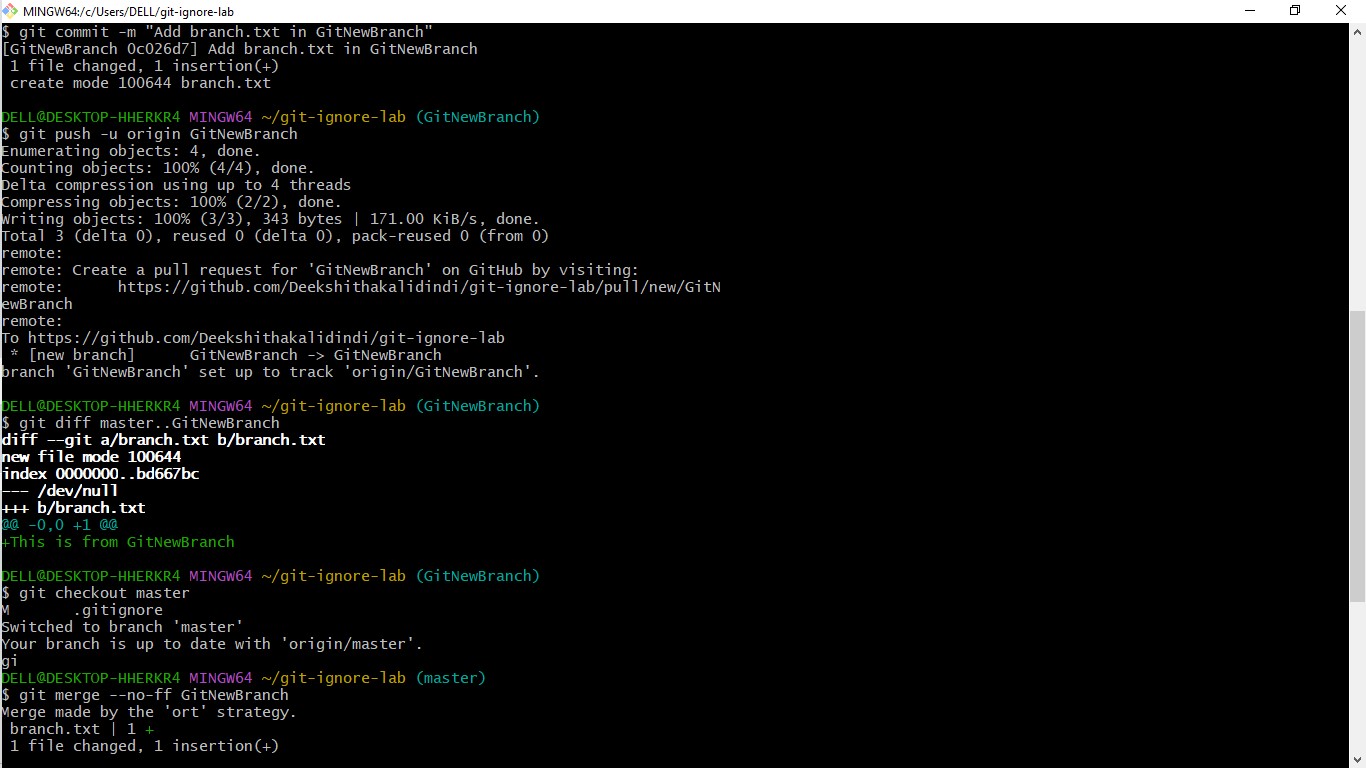 MINGW64:/c/Users/DELL/git-ignore-lab
$ git commit -m "Add branch.txt in GitNewBranch"
[GitNewBranch 0c026d7] Add branch.txt in GitNewBranch
 1 file changed, 1 insertion(+)
 create mode 100644 branch.txt

DELL@DESKTOP-HHERKR4 MINGW64 ~/git-ignore-lab (GitNewBranch)
$ git push -u origin GitNewBranch
Enumerating objects: 4, done.
Counting objects: 100% (4/4), done.
Delta compression using up to 4 threads
Compressing objects: 100% (2/2), done.
Writing objects: 100% (3/3), 343 bytes | 171.00 KiB/s, done.
Total 3 (delta 0), reused 0 (delta 0), pack-reused 0 (from 0)
remote:
remote: Create a pull request for 'GitNewBranch' on GitHub by visiting:
remote:      https://github.com/Deekshithakalidindi/git-ignore-lab/pull/new/GitN
ewBranch
remote:
To https://github.com/Deekshithakalidindi/git-ignore-lab
 * [new branch]      GitNewBranch -> GitNewBranch
branch 'GitNewBranch' set up to track 'origin/GitNewBranch'.

DELL@DESKTOP-HHERKR4 MINGW64 ~/git-ignore-lab (GitNewBranch)
$ git diff master..GitNewBranch
diff --git a/branch.txt b/branch.txt
new file mode 100644
index 0000000..bd667bc
--- /dev/null
+++ b/branch.txt
@@ -0,0 +1 @@
+This is from GitNewBranch

DELL@DESKTOP-HHERKR4 MINGW64 ~/git-ignore-lab (GitNewBranch)
$ git checkout master
M       .gitignore
Switched to branch 'master'
Your branch is up to date with 'origin/master'.
gi
DELL@DESKTOP-HHERKR4 MINGW64 ~/git-ignore-lab (master)
$ git merge --no-ff GitNewBranch
Merge made by the 'ort' strategy.
 branch.txt | 1 +
 1 file changed, 1 insertion(+)